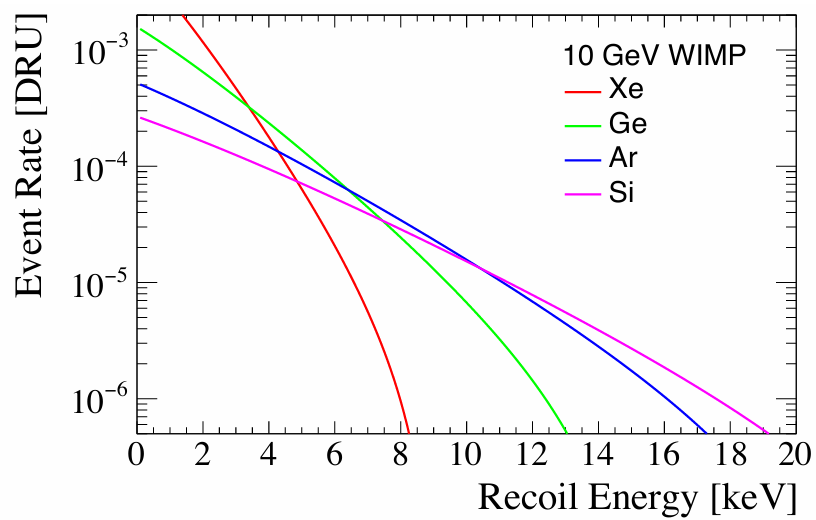 Event Rate [DRU]
10⁻³
10⁻⁴
10⁻⁵
10⁻⁶
10 GeV WIMP
Xe
Ge
Ar
Si
0 2 4 6 8 10 12 14 16 18 20
Recoil Energy [keV]